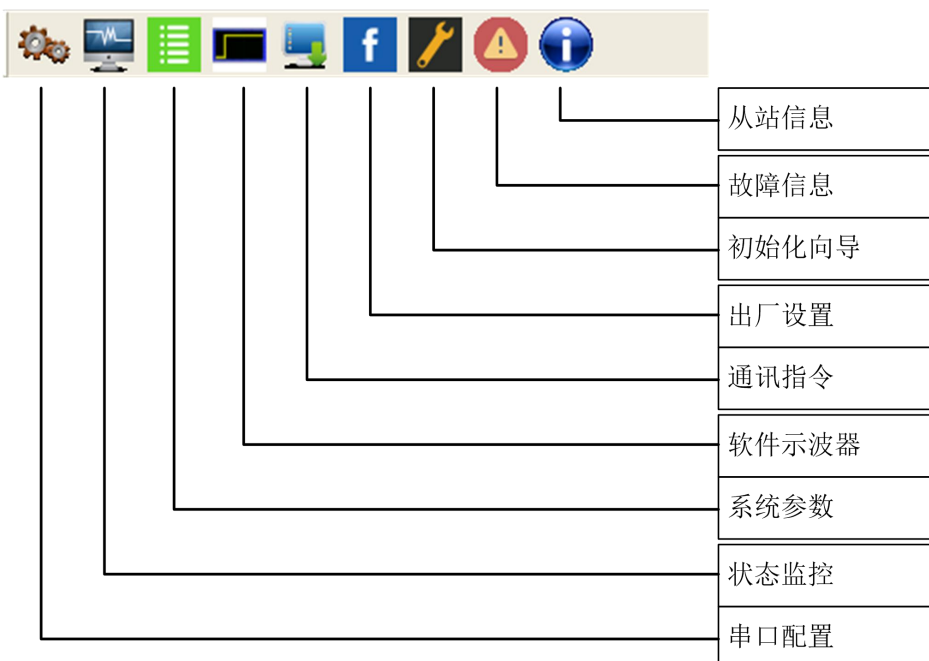 从站信息
故障信息
初始化向导
出厂设置
通讯指令
软件示波器
系统参数
状态监控
串口配置